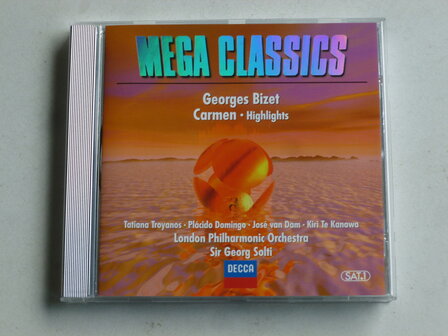 MEGA CLASSICS
Georges Bizet
Carmen • Highlights
Tatiana Troyanos • Plácido Domingo • José van Dam • Kiri Te Kanawa
London Philharmonic Orchestra
Sir Georg Solti
DECCA
SAT.1